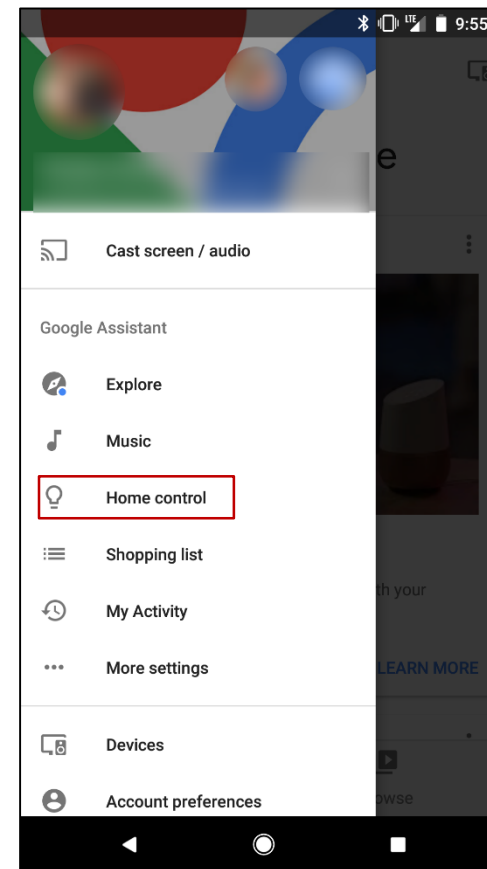 LTE 9:55
e
Cast screen / audio
Google Assistant
Explore
Music
Home control
Shopping list
th your
My Activity
More settings
LEARN MORE
Devices
Account preferences
owse